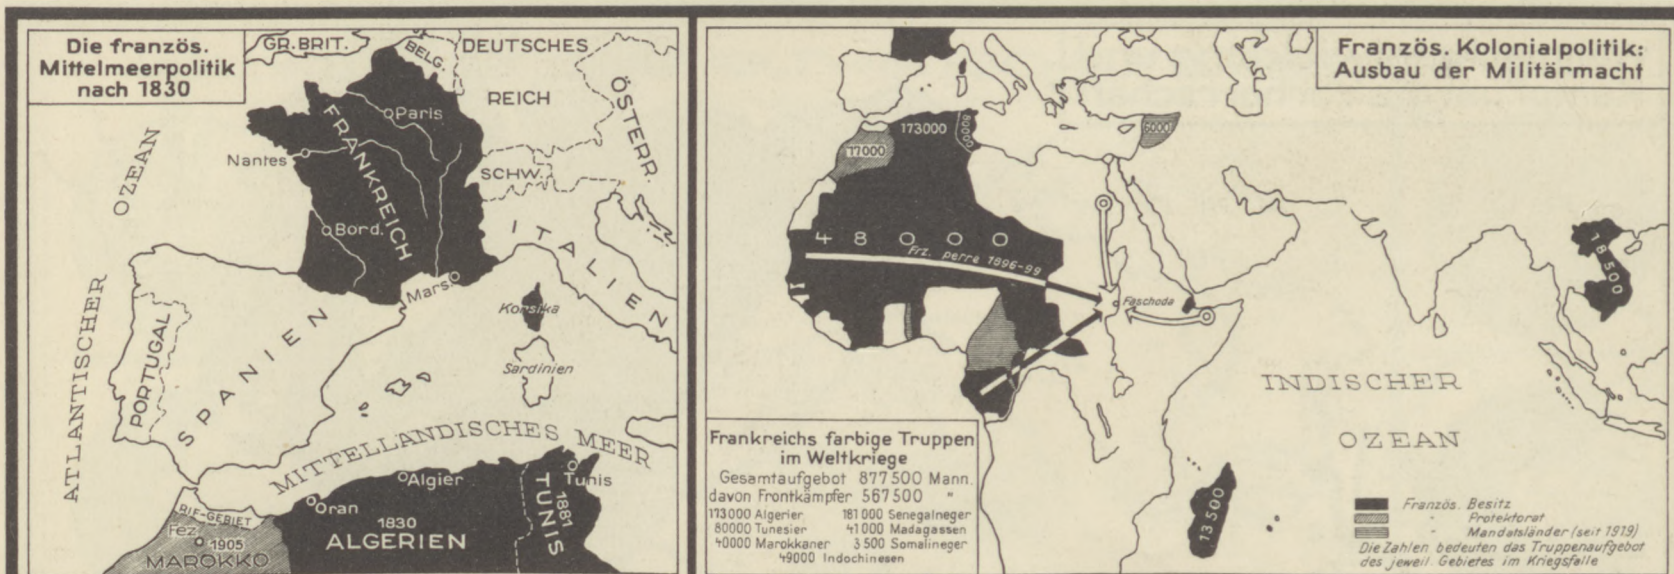 Die französ.
Mittelmeerpolitik
nach 1830
GR. BRIT.
BELG.
DEUTSCHES
REICH
ÖSTERR.
OZEAN
Paris
Nantes
FRANKREICH
SCHW.
Bord.
ITALIEN
Mars.
Korsika
ATLANTISCHER
PORTUGAL
SPANIEN
Sardinien
MITTELLANDISCHES MEER
Algier
Tunis
Oran
RIF-GEBIET
Fez
1905
MAROKKO
1830
ALGERIEN
TUNIS
1881
Französ. Kolonialpolitik:
Ausbau der Militärmacht
173000
80000
17000
6000
48000
Frz. perre 1896-99
Faschoda
18500
INDISCHER
OZEAN
13500
Frankreichs farbige Truppen
im Weltkriege
Gesamtaufgebot 877500 Mann.
davon Frontkämpfer 567500 "
173000 Algerier 181000 Senegalneger
80000 Tunesier 41000 Madagassen
40000 Marokkaner 3500 Somalineger
49000 Indochinesen
Französ. Besitz
" Protektorat
" Mandatsländer (seit 1919)
Die Zahlen bedeuten das Truppenaufgebot
des jeweil. Gebietes im Kriegsfalle